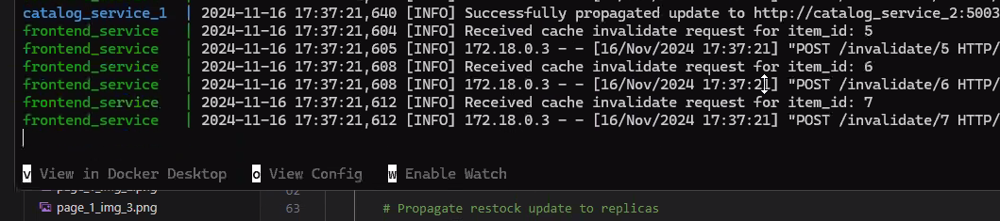 catalog_service_1 | 2024-11-16 17:37:21,640 [INFO] Successfully propagated update to http://catalog_service_2:5003
frontend_service | 2024-11-16 17:37:21,604 [INFO] Received cache invalidate request for item_id: 5
frontend_service | 2024-11-16 17:37:21,605 [INFO] 172.18.0.3 - - [16/Nov/2024 17:37:21] "POST /invalidate/5 HTTP/
frontend_service | 2024-11-16 17:37:21,608 [INFO] Received cache invalidate request for item_id: 6
frontend_service | 2024-11-16 17:37:21,608 [INFO] 172.18.0.3 - - [16/Nov/2024 17:37:21] "POST /invalidate/6 HTTP/
frontend_service | 2024-11-16 17:37:21,612 [INFO] Received cache invalidate request for item_id: 7
frontend_service | 2024-11-16 17:37:21,612 [INFO] 172.18.0.3 - - [16/Nov/2024 17:37:21] "POST /invalidate/7 HTTP/
v View in Docker Desktop o View Config w Enable Watch
62
page_1_img_3.png 63 # Propagate restock update to replicas